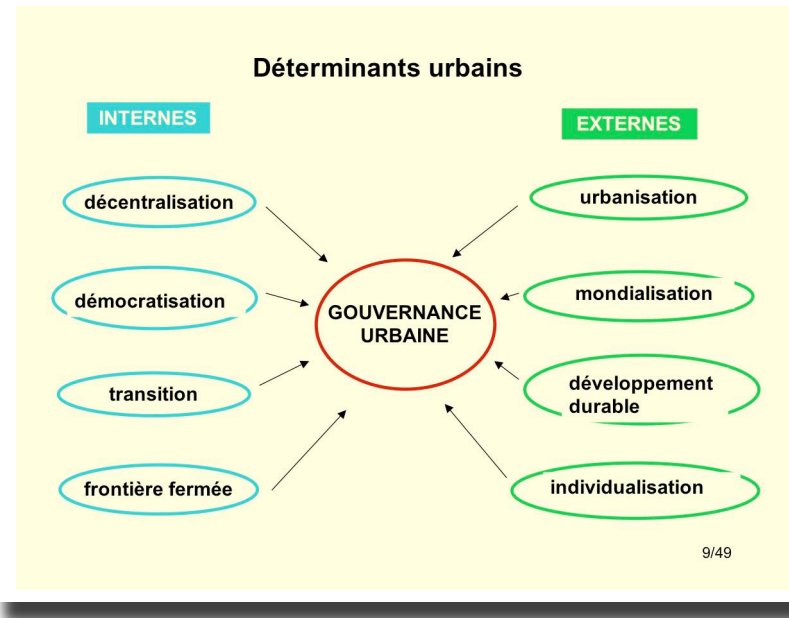 Déterminants urbains
INTERNES
EXTERNES
décentralisation
urbanisation
démocratisation
mondialisation
GOUVERNANCE
URBAINE
transition
développement
durable
frontière fermée
individualisation
9/49